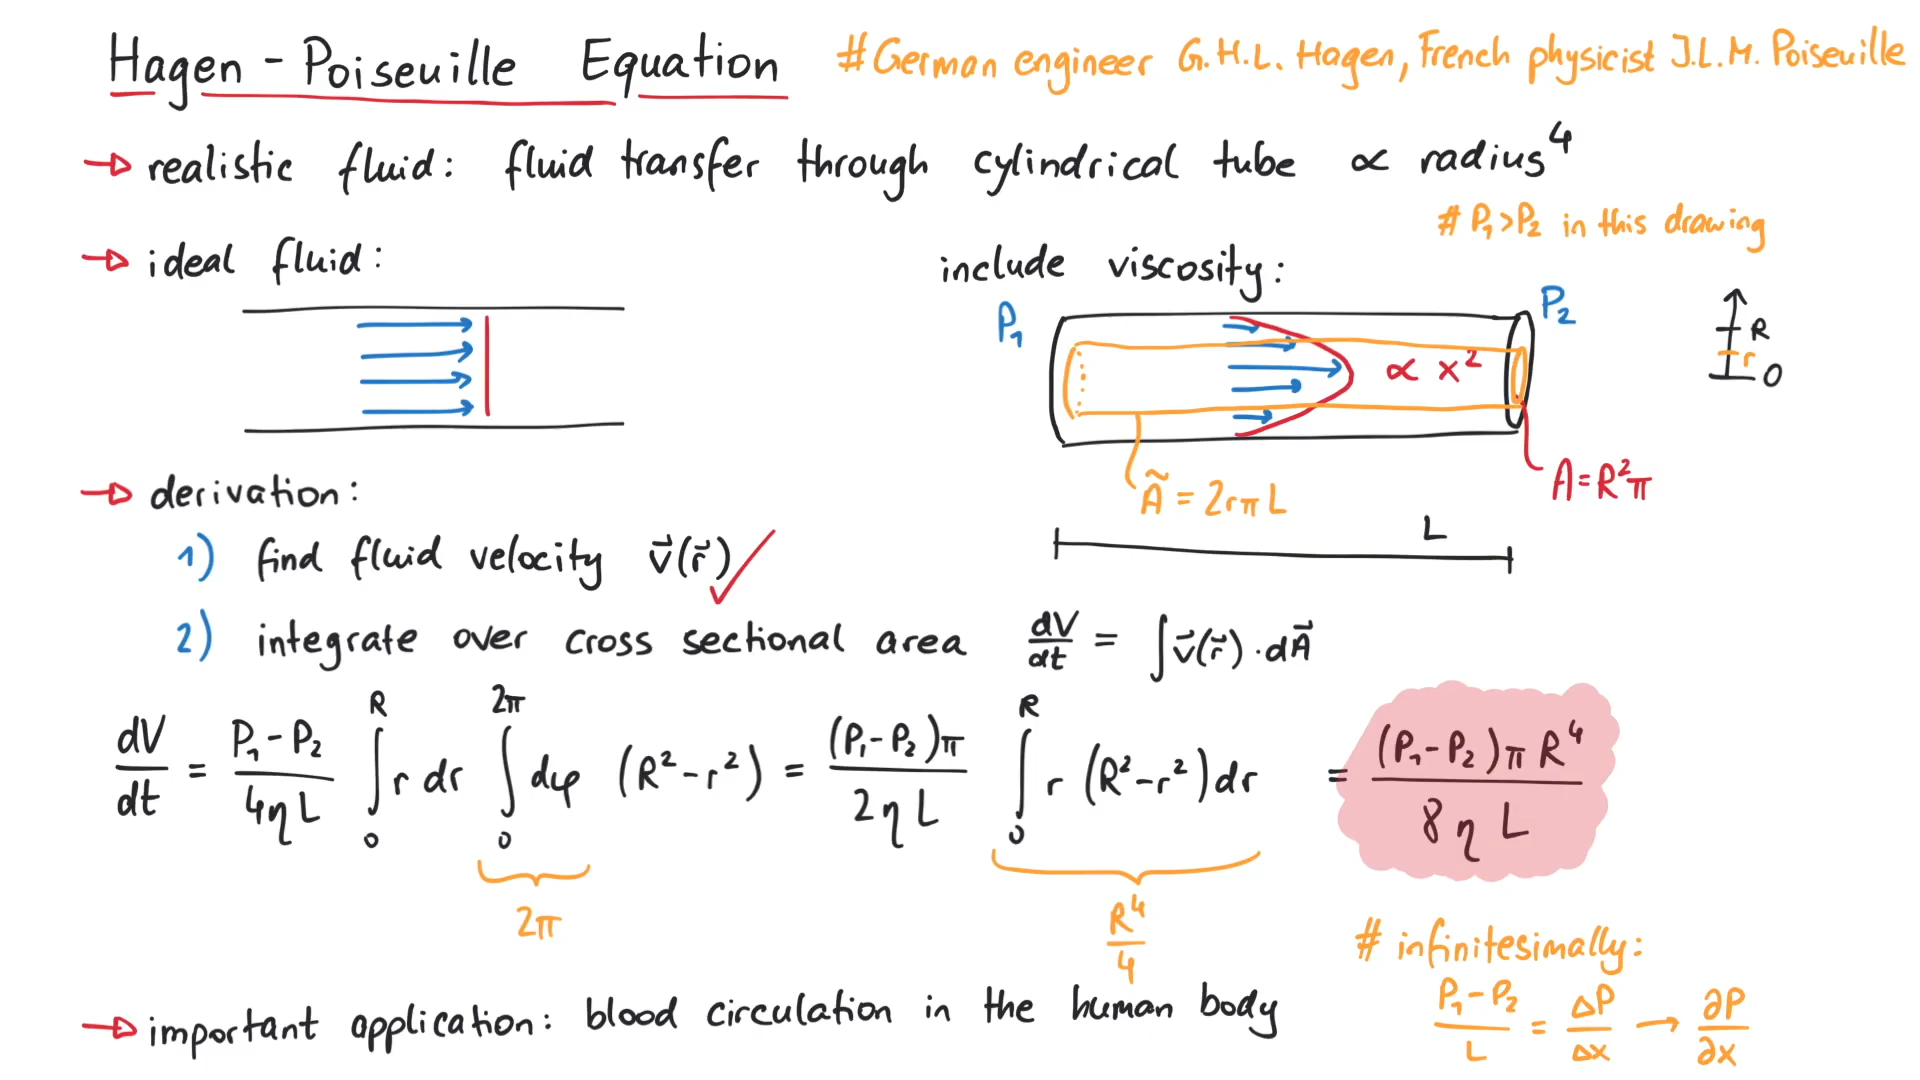 Hagen - Poiseuille Equation #German engineer G.H.L. Hagen, French physicist J.L.M. Poiseuille
→ realistic fluid: fluid transfer through cylindrical tube ∝ radius⁴
# P₁>P₂ in this drawing
→ ideal fluid:
include viscosity:
P₁
P₂
R
r
0
∝ x²
Ã = 2rπL
A=R²π
L
→ derivation:
1) find fluid velocity v⃗(r⃗)
2) integrate over cross sectional area dV/dt = ∫v⃗(r⃗)·dA⃗
dV/dt = (P₁-P₂)/(4ηL) ∫₀ᴿ r dr ∫₀^2π dφ (R²-r²) = ((P₁-P₂)π)/(2ηL) ∫₀ᴿ r (R²-r²)dr = ((P₁-P₂)πR⁴)/(8ηL)
2π
R⁴/4
# infinitesimally:
(P₁-P₂)/L = ΔP/Δx → ∂P/∂x
→ important application: blood circulation in the human body